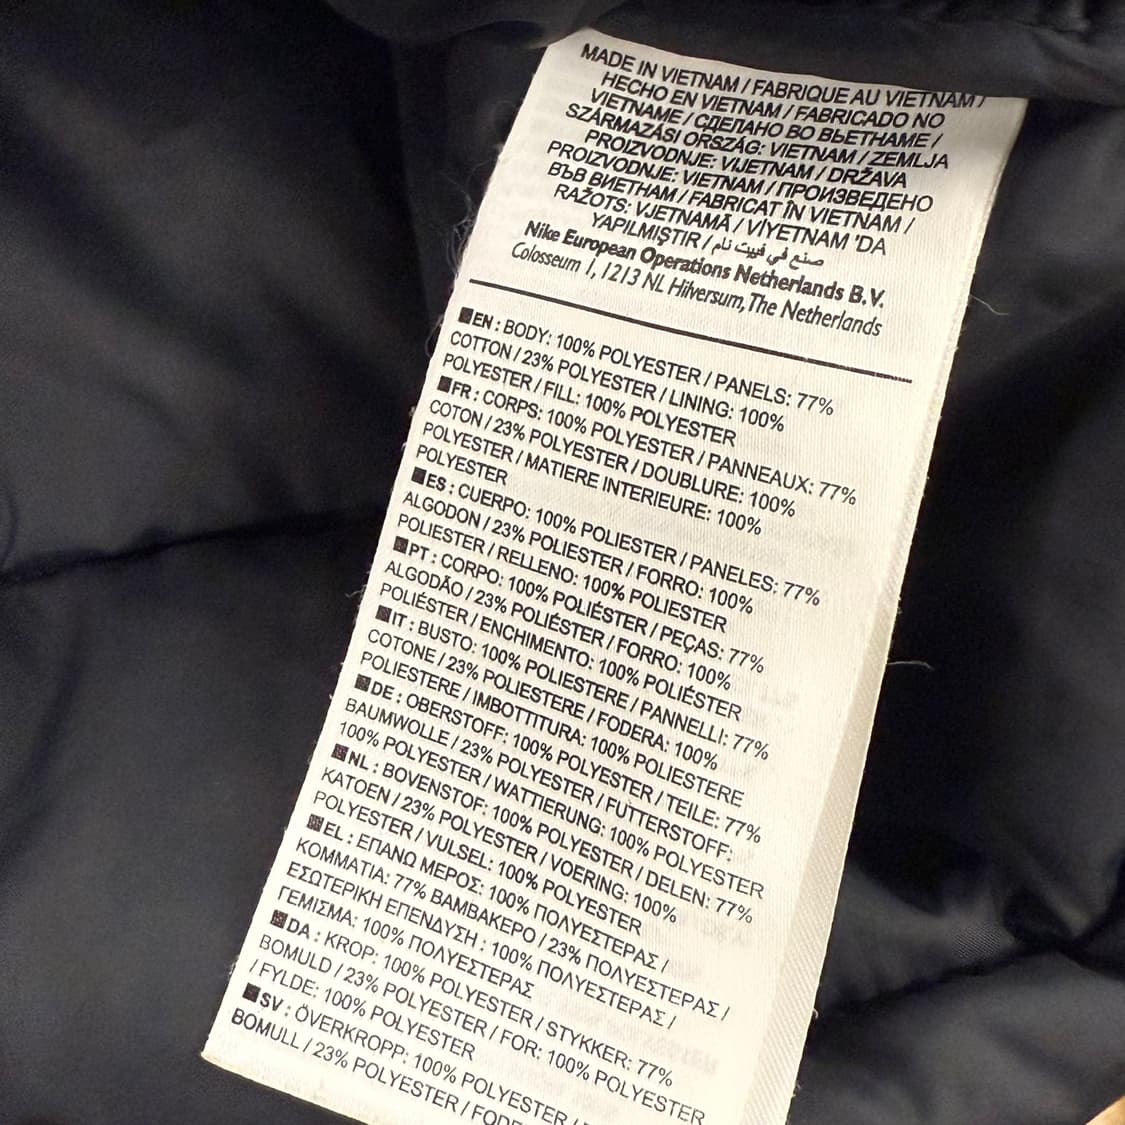 MADE IN VIETNAM / FABRIQUE AU VIETNAM /
HECHO EN VIETNAM / FABRICADO NO
VIETNAME / СДЕЛАНО ВО ВЬЕТНАМЕ /
SZÁRMAZÁSI ORSZÁG: VIETNAM / ZEMLJA
PROIZVODNJE: VIJETNAM / DRŽAVA
PROIZVODNJE: VIETNAM / ПРОИЗВЕДЕНО
ВЪВ ВИЕТНАМ / FABRICAT ÎN VIETNAM /
RAŽOTS: VJETNAMĀ / VİYETNAM 'DA
YAPILMIŞTIR / صنع في فييت نام
Nike European Operations Netherlands B.V.
Colosseum 1, 1213 NL Hilversum, The Netherlands
EN : BODY: 100% POLYESTER / PANELS: 77%
COTTON / 23% POLYESTER / LINING: 100%
POLYESTER / FILL: 100% POLYESTER
FR : CORPS: 100% POLYESTER / PANNEAUX: 77%
COTON / 23% POLYESTER / DOUBLURE: 100%
POLYESTER / MATIERE INTERIEURE: 100%
POLYESTER
ES : CUERPO: 100% POLIESTER / PANELES: 77%
ALGODON / 23% POLIESTER / FORRO: 100%
POLIESTER / RELLENO: 100% POLIESTER
PT : CORPO: 100% POLIÉSTER / PEÇAS: 77%
ALGODÃO / 23% POLIÉSTER / FORRO: 100%
POLIÉSTER / ENCHIMENTO: 100% POLIÉSTER
IT : BUSTO: 100% POLIESTERE / PANNELLI: 77%
COTONE / 23% POLIESTERE / FODERA: 100%
POLIESTERE / IMBOTTITURA: 100% POLIESTERE
DE : OBERSTOFF: 100% POLYESTER / TEILE: 77%
BAUMWOLLE / 23% POLYESTER / FUTTERSTOFF:
100% POLYESTER / WATTIERUNG: 100% POLYESTER
NL : BOVENSTOF: 100% POLYESTER / DELEN: 77%
KATOEN / 23% POLYESTER / VOERING: 100%
POLYESTER / VULSEL: 100% POLYESTER
EL : ΕΠΑΝΩ ΜΕΡΟΣ: 100% ΠΟΛΥΕΣΤΕΡΑΣ /
ΚΟΜΜΑΤΙΑ: 77% ΒΑΜΒΑΚΕΡΟ / 23% ΠΟΛΥΕΣΤΕΡΑΣ /
ΕΣΩΤΕΡΙΚΗ ΕΠΕΝΔΥΣΗ : 100% ΠΟΛΥΕΣΤΕΡΑΣ /
ΓΕΜΙΣΜΑ: 100% ΠΟΛΥΕΣΤΕΡΑΣ
DA : KROP: 100% POLYESTER / STYKKER: 77%
BOMULD / 23% POLYESTER / FOR: 100% POLYESTER
/ FYLDE: 100% POLYESTER
SV : ÖVERKROPP: 100% POLYESTER /
BOMULL / 23% POLYESTER /